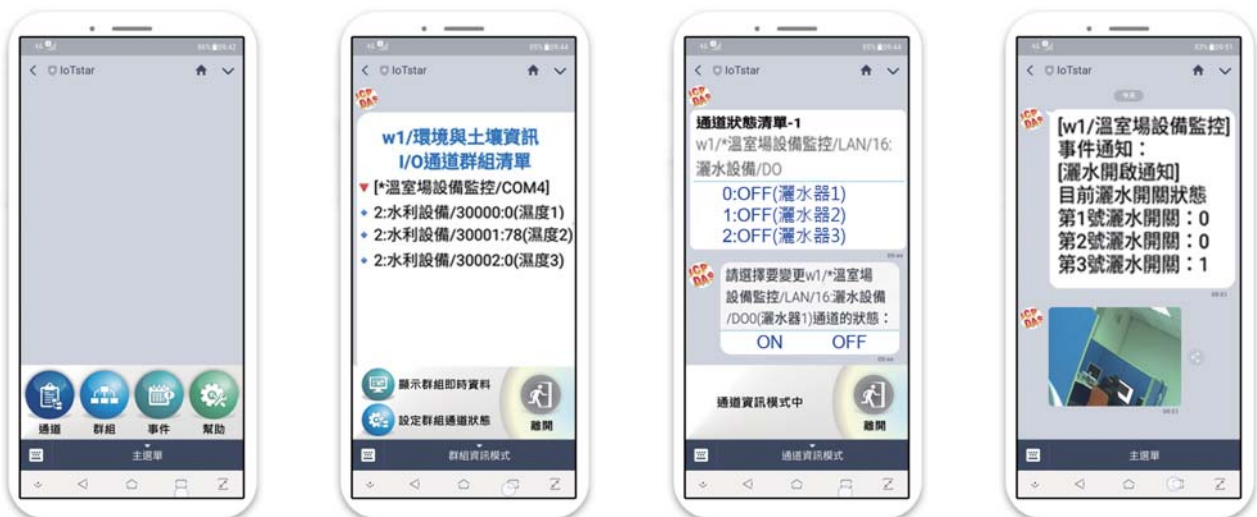 IoTstar
通道
群組
事件
幫助
主選單
IoTstar
ICP
DAS
w1/環境與土壤資訊
I/O通道群組清單
[*溫室場設備監控/COM4]
2:水利設備/30000:0(濕度1)
2:水利設備/30001:78(濕度2)
2:水利設備/30002:0(濕度3)
顯示群組即時資料
設定群組通道狀態
離開
群組資訊模式
IoTstar
ICP
DAS
通道狀態清單-1
w1/*溫室場設備監控/LAN/16:
灑水設備/DO
0:OFF(灑水器1)
1:OFF(灑水器2)
2:OFF(灑水器3)
ICP
DAS
請選擇要變更w1/*溫室場
設備監控/LAN/16:灑水設備
/DO0(灑水器1)通道的狀態：
ON OFF
通道資訊模式中
離開
通道資訊模式
IoTstar
今天
ICP
DAS
[w1/溫室場設備監控]
事件通知：
[灑水開啟通知]
目前灑水開關狀態
第1號灑水開關：0
第2號灑水開關：0
第3號灑水開關：1
ICP
DAS
主選單